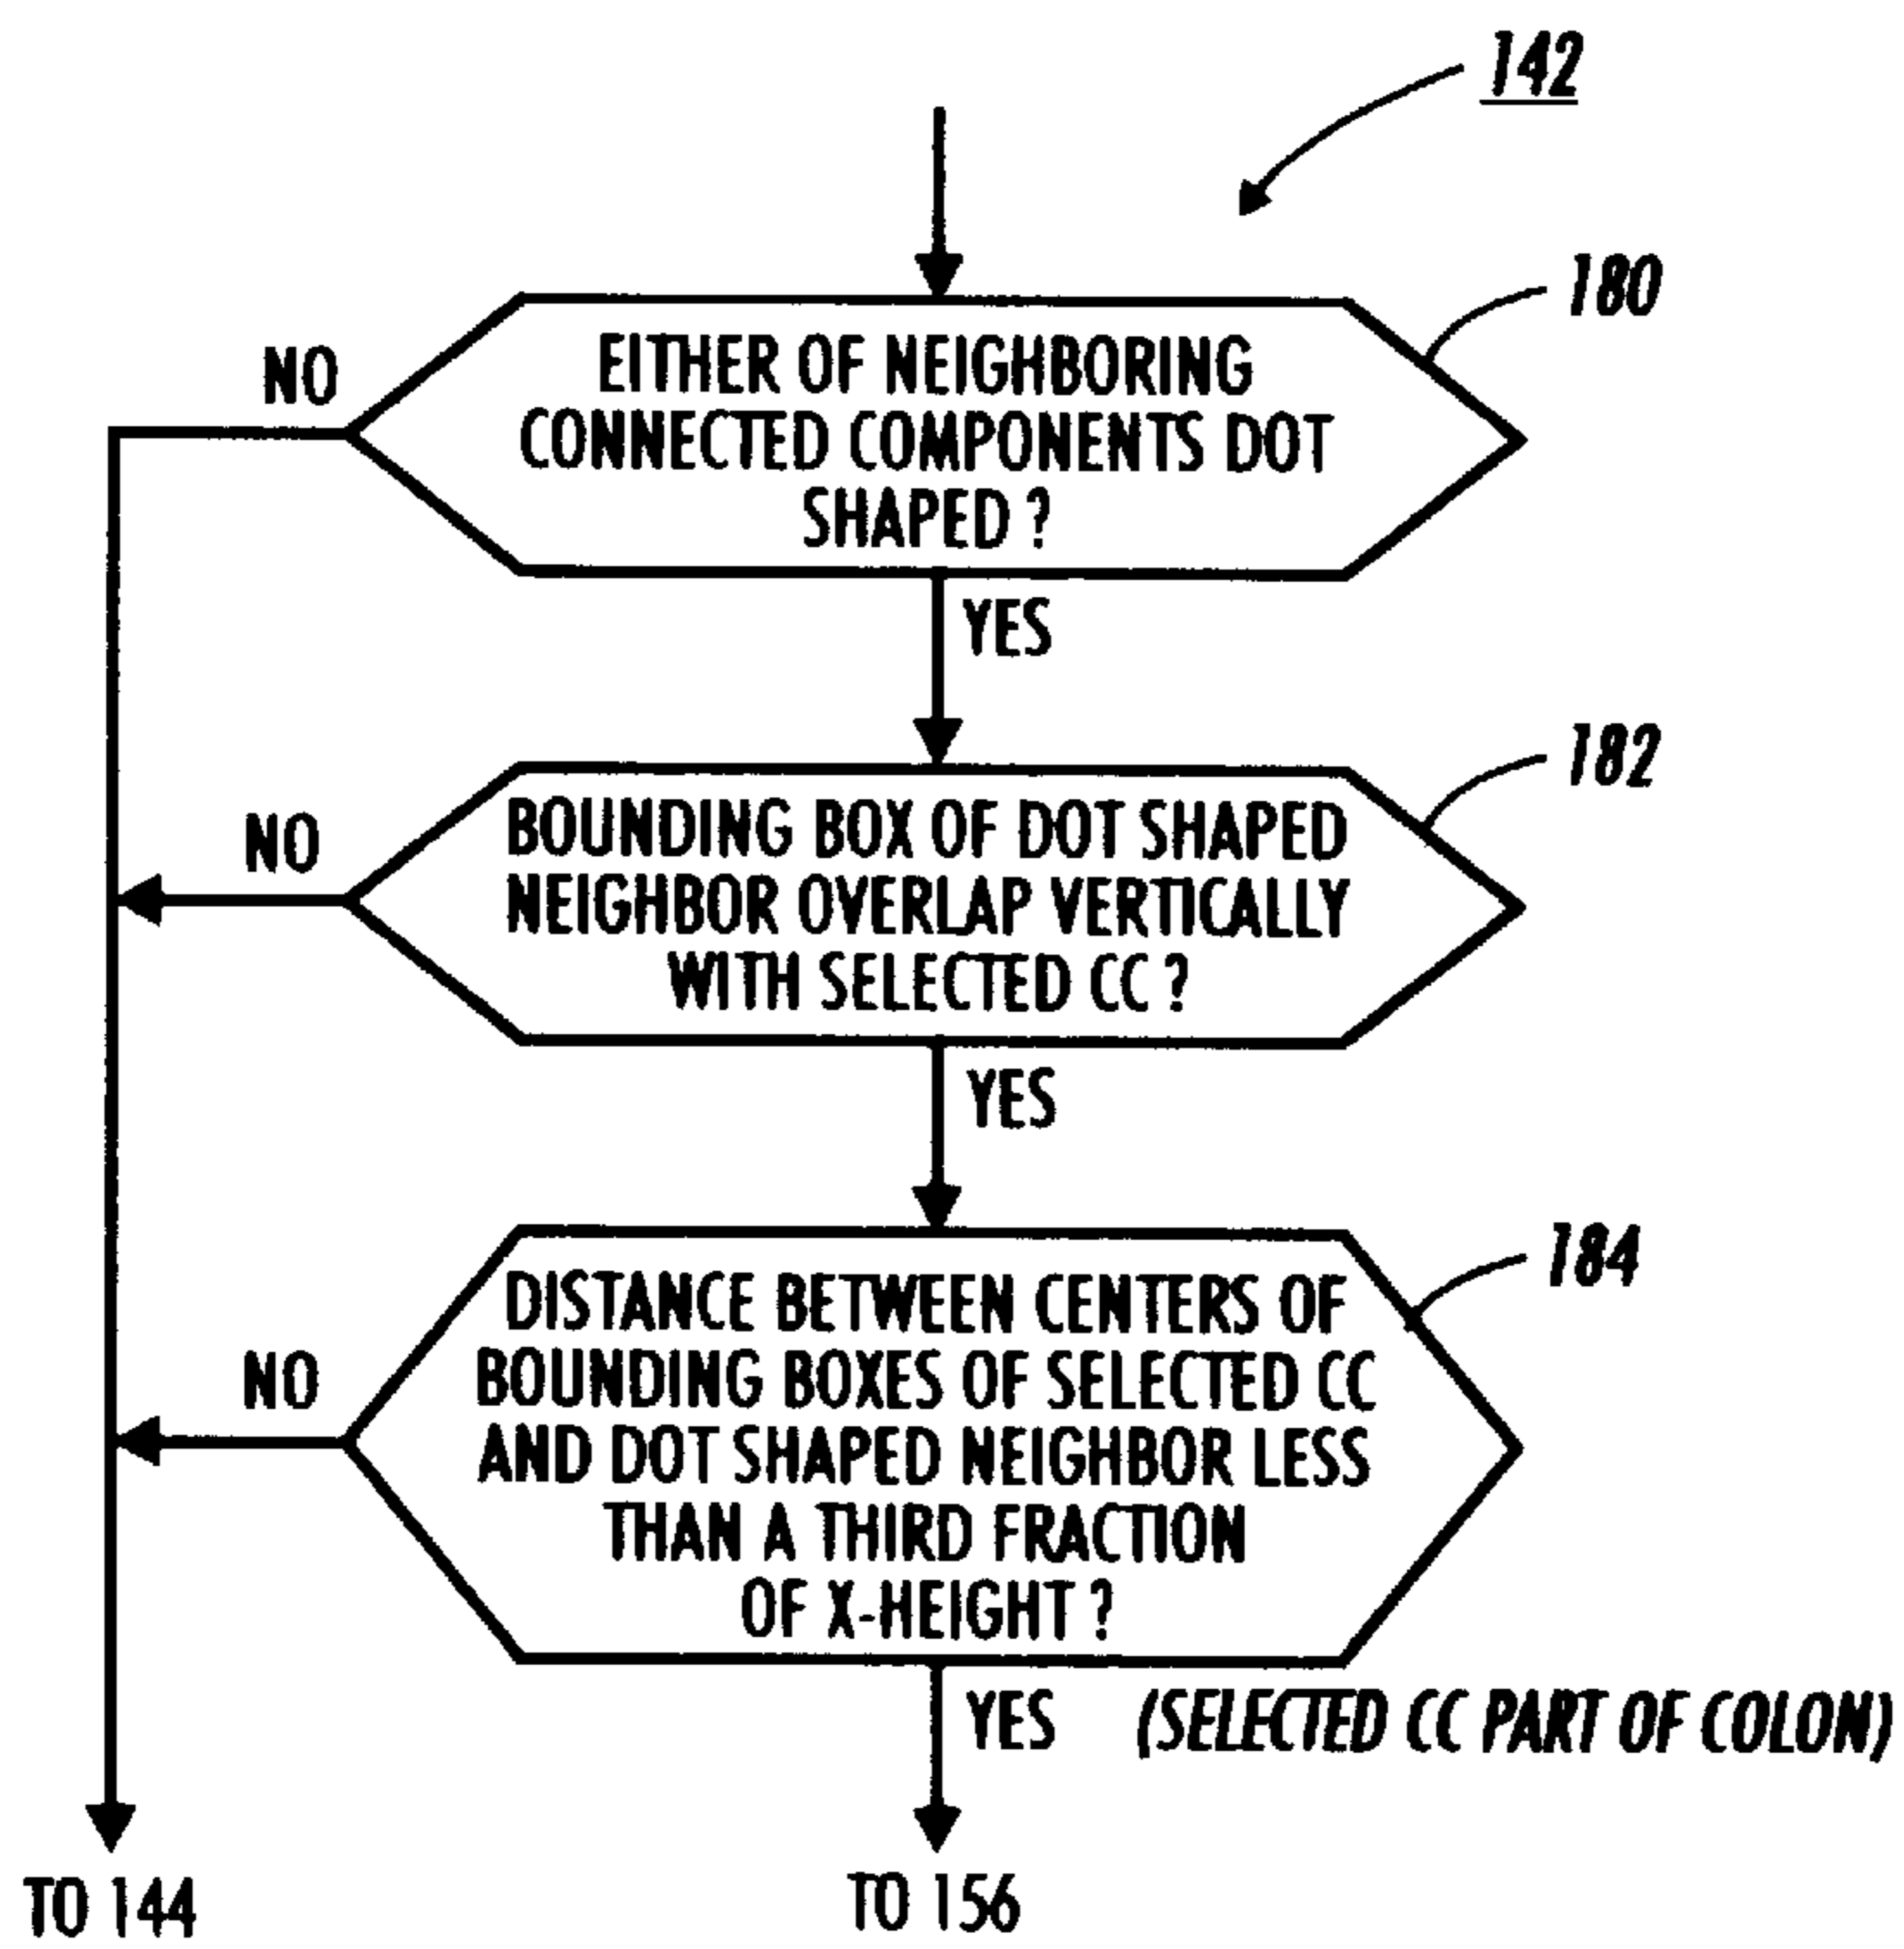 142
180
NO
EITHER OF NEIGHBORING
CONNECTED COMPONENTS DOT
SHAPED ?
YES
182
NO
BOUNDING BOX OF DOT SHAPED
NEIGHBOR OVERLAP VERTICALLY
WITH SELECTED CC ?
YES
184
NO
DISTANCE BETWEEN CENTERS OF
BOUNDING BOXES OF SELECTED CC
AND DOT SHAPED NEIGHBOR LESS
THAN A THIRD FRACTION
OF X-HEIGHT ?
YES (SELECTED CC PART OF COLON)
TO 144
TO 156